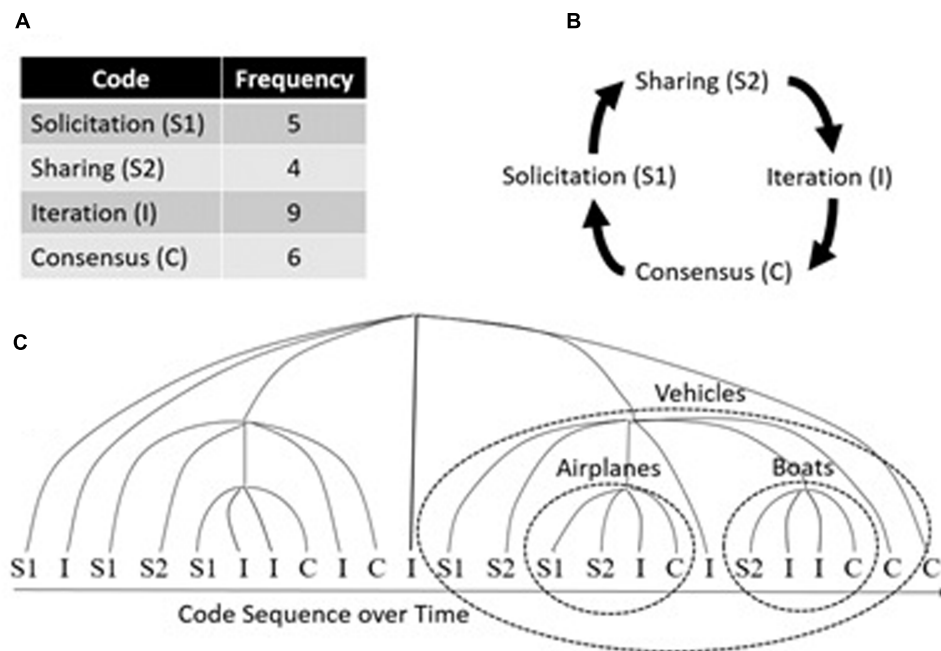 A
Code Frequency
Solicitation (S1) 5
Sharing (S2) 4
Iteration (I) 9
Consensus (C) 6
B
Sharing (S2)
Solicitation (S1) Iteration (I)
Consensus (C)
C
Vehicles
Airplanes Boats
S1 I S1 S2 S1 I I C I C I S1 S2 S1 S2 I C I S2 I I C C C
Code Sequence over Time